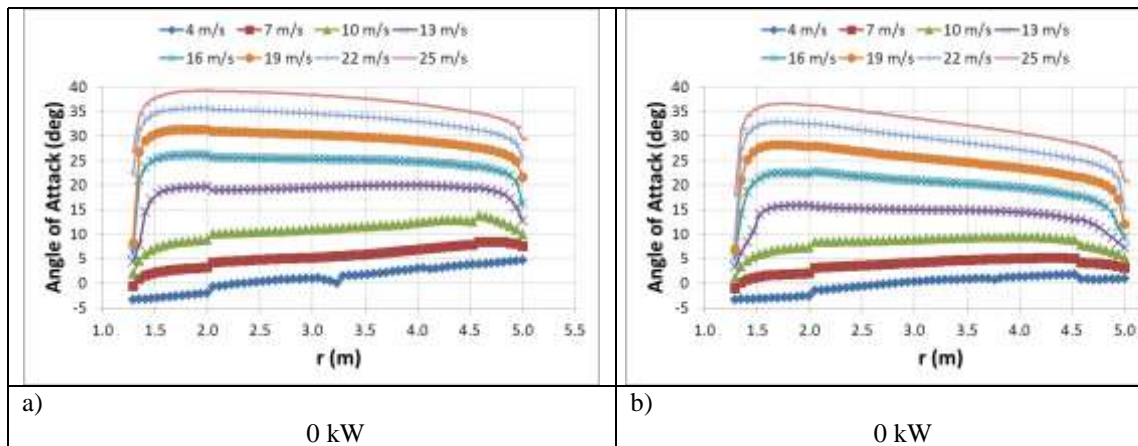 4 m/s 7 m/s 10 m/s 13 m/s
16 m/s 19 m/s 22 m/s 25 m/s
Angle of Attack (deg)
40
35
30
25
20
15
10
5
0
-5
1.0 1.5 2.0 2.5 3.0 3.5 4.0 4.5 5.0 5.5
r (m)
4 m/s 7 m/s 10 m/s 13 m/s
16 m/s 19 m/s 22 m/s 25 m/s
Angle of Attack (deg)
40
35
30
25
20
15
10
5
0
-5
1.0 1.5 2.0 2.5 3.0 3.5 4.0 4.5 5.0
r (m)
a)
0 kW
b)
0 kW